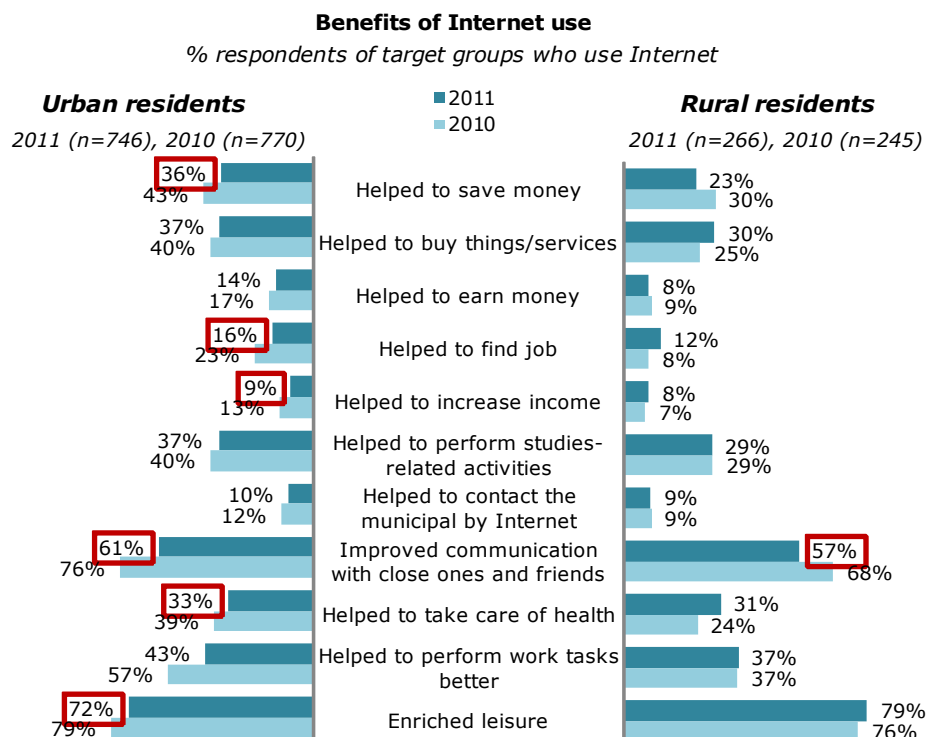 Benefits of Internet use
% respondents of target groups who use Internet
Urban residents
2011 (n=746), 2010 (n=770)
2011
2010
Rural residents
2011 (n=266), 2010 (n=245)
36%
43%
Helped to save money
23%
30%
37%
40%
Helped to buy things/services
30%
25%
14%
17%
Helped to earn money
8%
9%
16%
23%
Helped to find job
12%
8%
9%
13%
Helped to increase income
8%
7%
37%
40%
Helped to perform studies-
related activities
29%
29%
10%
12%
Helped to contact the
municipal by Internet
9%
9%
61%
76%
Improved communication
with close ones and friends
57%
68%
33%
39%
Helped to take care of health
31%
24%
43%
57%
Helped to perform work tasks
better
37%
37%
72%
79%
Enriched leisure
79%
76%